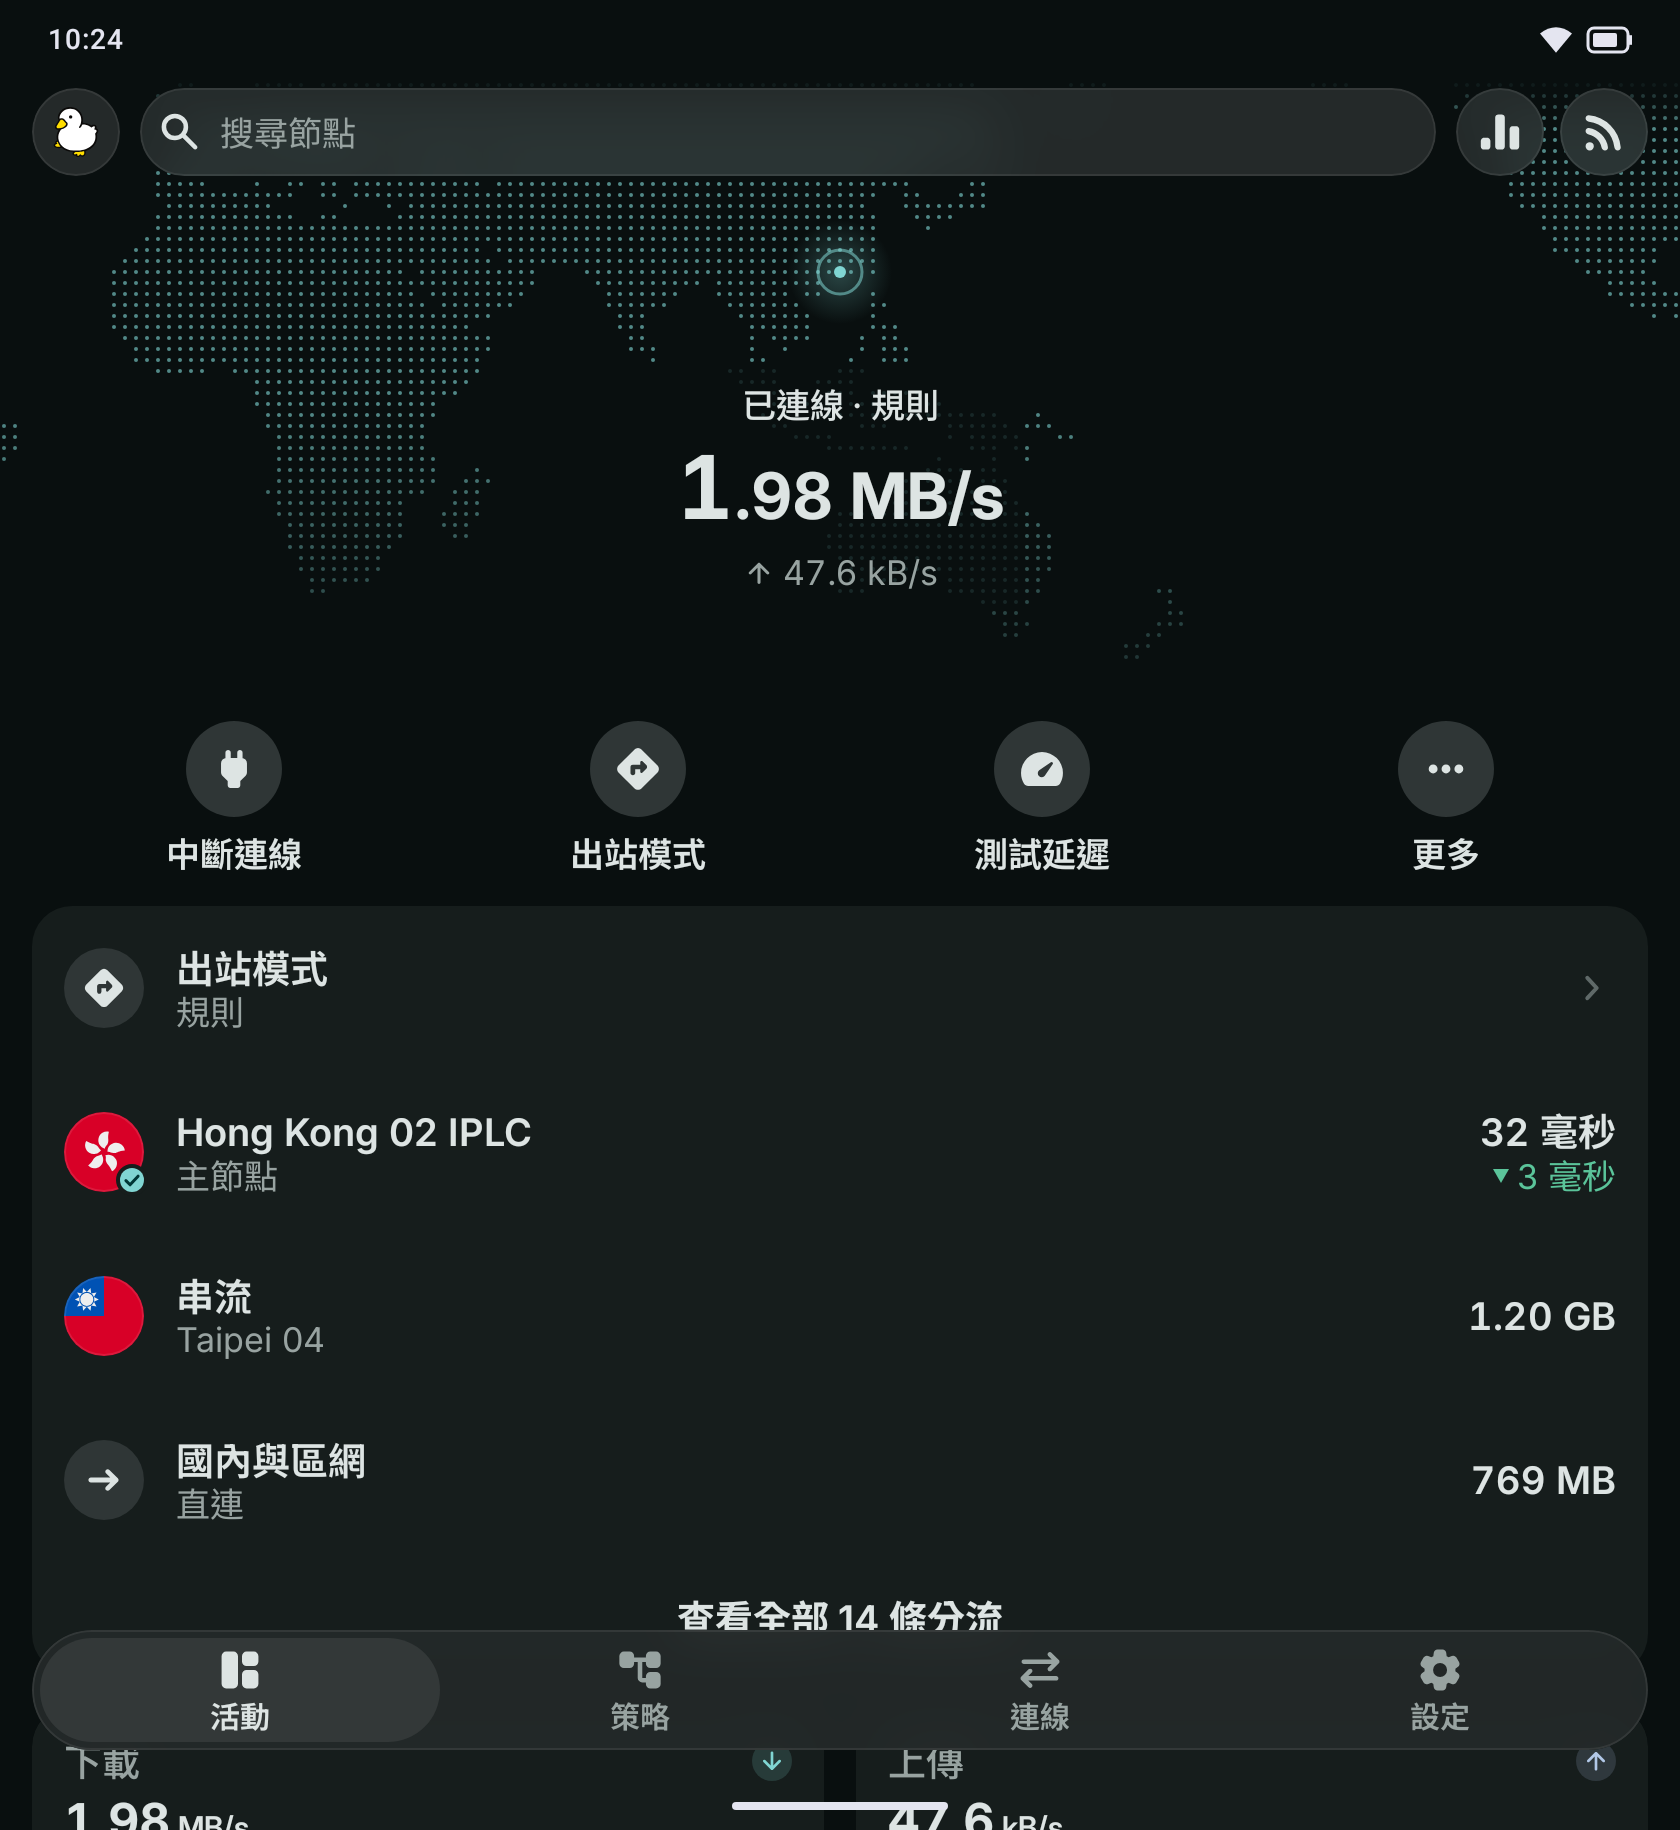 10:24
搜尋節點
已連線 · 規則
1.98 MB/s
↑ 47.6 kB/s
中斷連線
出站模式
測試延遲
更多
出站模式
規則
Hong Kong 02 IPLC
主節點
32 毫秒
▼3 毫秒
串流
Taipei 04
1.20 GB
國內與區網
直連
769 MB
查看全部 14 條分流
活動
策略
連線
設定
下載
上傳
1.98 MB/s
47.6 kB/s